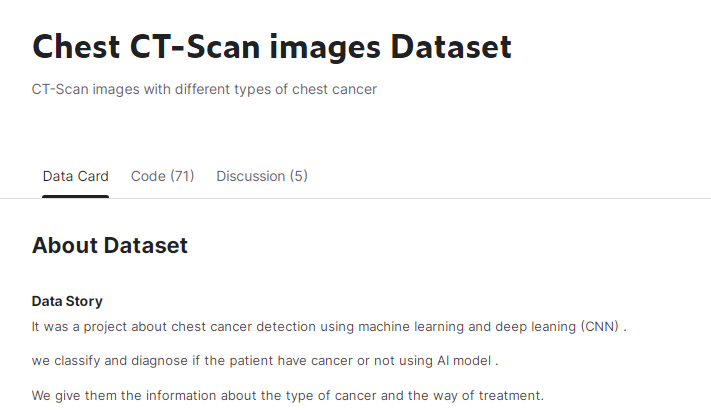 Chest CT-Scan images Dataset
CT-Scan images with different types of chest cancer
Data Card Code (71) Discussion (5)
About Dataset
Data Story
It was a project about chest cancer detection using machine learning and deep leaning (CNN) .
we classify and diagnose if the patient have cancer or not using AI model .
We give them the information about the type of cancer and the way of treatment.